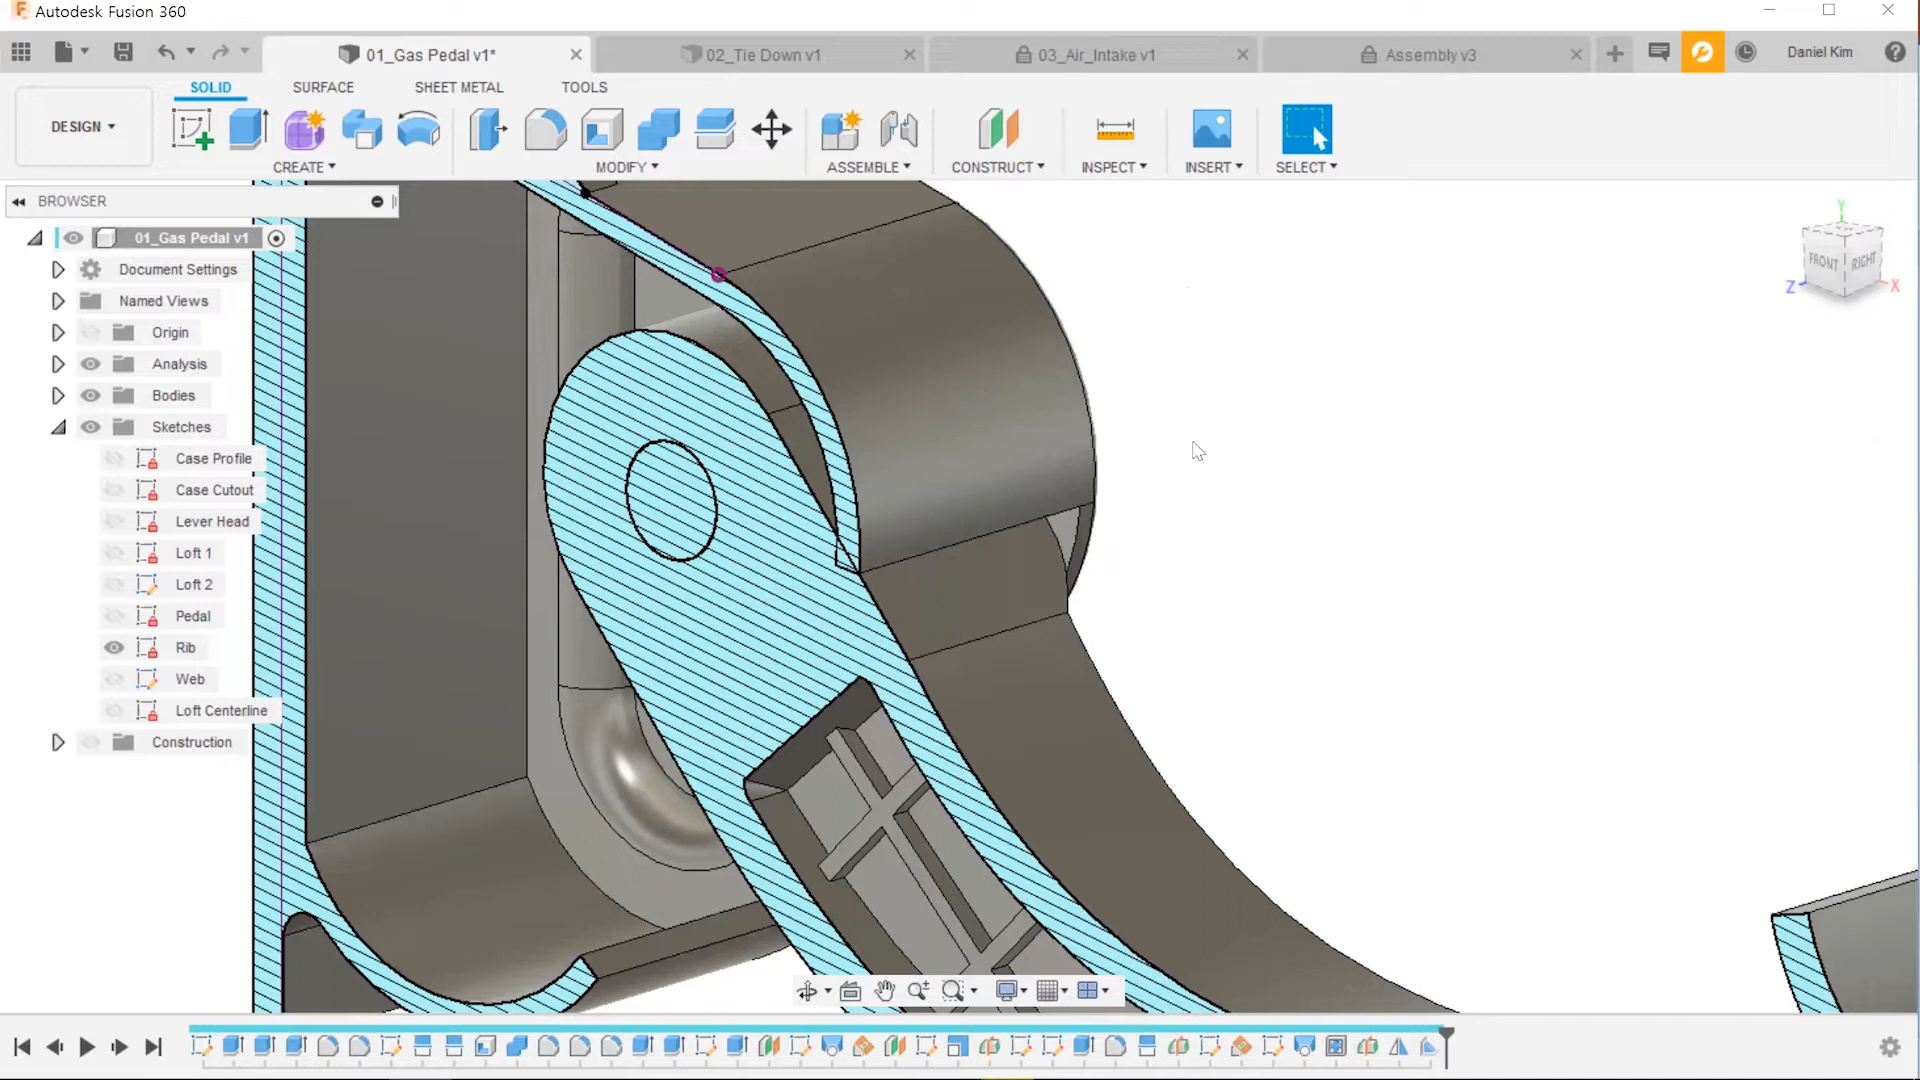 Autodesk Fusion 360
01_Gas Pedal v1*
02_Tie Down v1
03_Air_Intake v1
Assembly v3
Daniel Kim
SOLID
SURFACE
SHEET METAL
TOOLS
DESIGN
CREATE
MODIFY
ASSEMBLE
CONSTRUCT
INSPECT
INSERT
SELECT
BROWSER
01_Gas Pedal v1
Document Settings
Named Views
Origin
Analysis
Bodies
Sketches
Case Profile
Case Cutout
Lever Head
Loft 1
Loft 2
Pedal
Rib
Web
Loft Centerline
Construction
Y
FRONT
RIGHT
Z
X